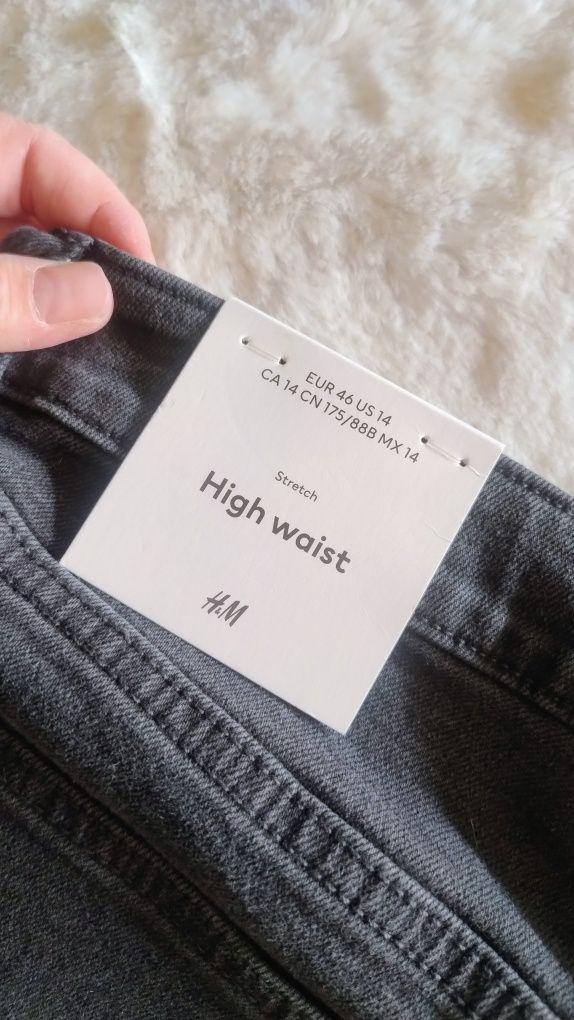 EUR 46 US 14
CA 14 CN 175/88B MX 14
Stretch
High waist
H&M